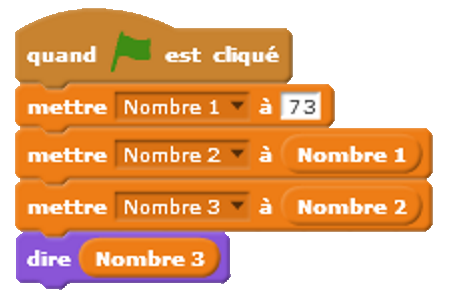 quand est cliqué
mettre Nombre 1 à 73
mettre Nombre 2 à Nombre 1
mettre Nombre 3 à Nombre 2
dire Nombre 3